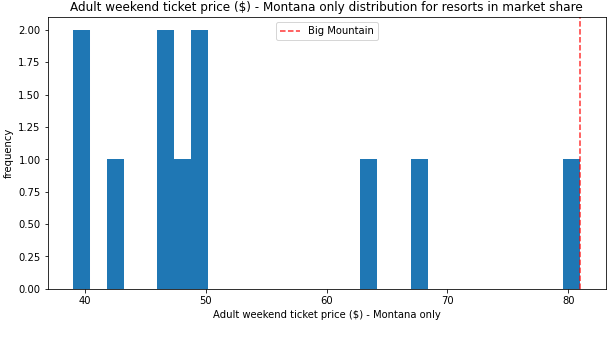 Adult weekend ticket price ($) - Montana only distribution for resorts in market share
Big Mountain
frequency
2.00
1.75
1.50
1.25
1.00
0.75
0.50
0.25
0.00
40 50 60 70 80
Adult weekend ticket price ($) - Montana only